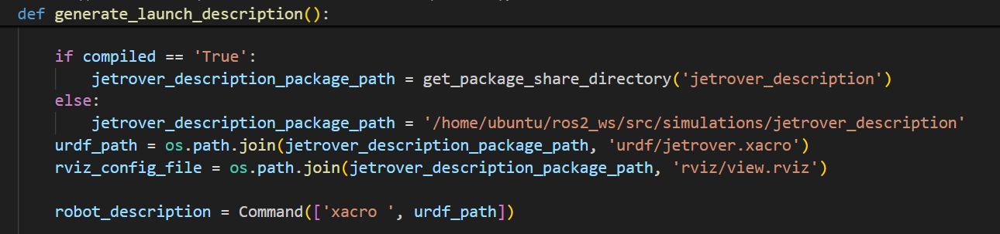 def generate_launch_description():
if compiled == 'True':
jetrover_description_package_path = get_package_share_directory('jetrover_description')
else:
jetrover_description_package_path = '/home/ubuntu/ros2_ws/src/simulations/jetrover_description'
urdf_path = os.path.join(jetrover_description_package_path, 'urdf/jetrover.xacro')
rviz_config_file = os.path.join(jetrover_description_package_path, 'rviz/view.rviz')
robot_description = Command(['xacro ', urdf_path])